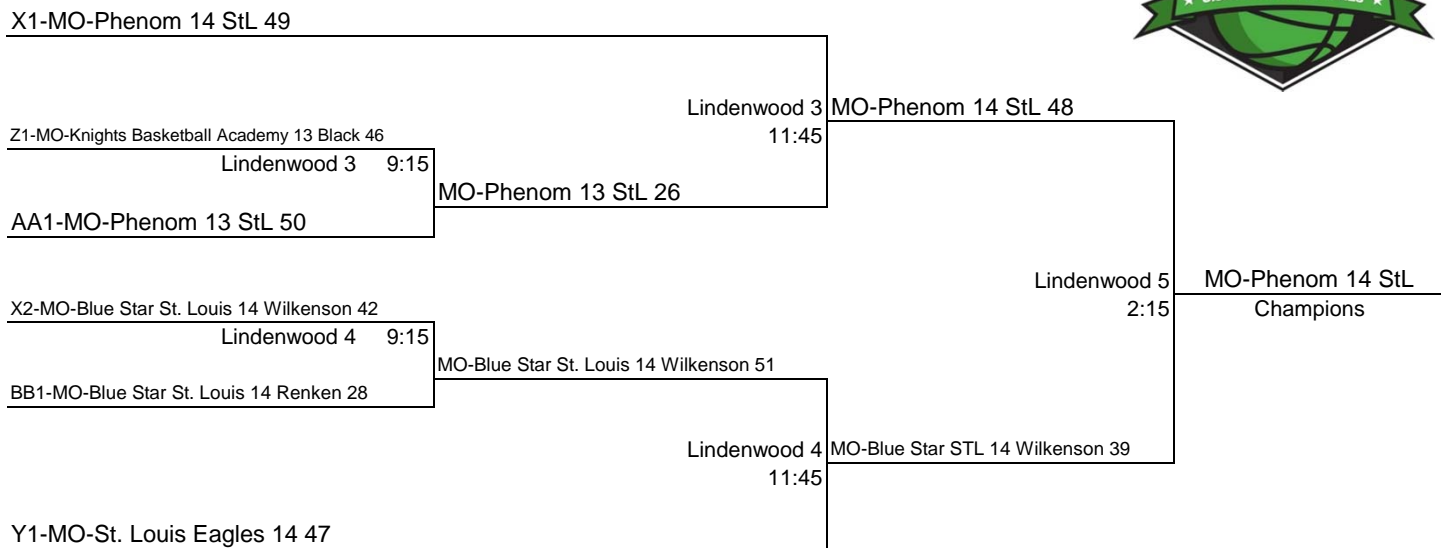 X1-MO-Phenom 14 StL 49
Lindenwood 3 MO-Phenom 14 StL 48
Z1-MO-Knights Basketball Academy 13 Black 46
11:45
Lindenwood 3 9:15
MO-Phenom 13 StL 26
AA1-MO-Phenom 13 StL 50
Lindenwood 5 MO-Phenom 14 StL
X2-MO-Blue Star St. Louis 14 Wilkenson 42
2:15 Champions
Lindenwood 4 9:15
MO-Blue Star St. Louis 14 Wilkenson 51
BB1-MO-Blue Star St. Louis 14 Renken 28
Lindenwood 4 MO-Blue Star STL 14 Wilkenson 39
11:45
Y1-MO-St. Louis Eagles 14 47